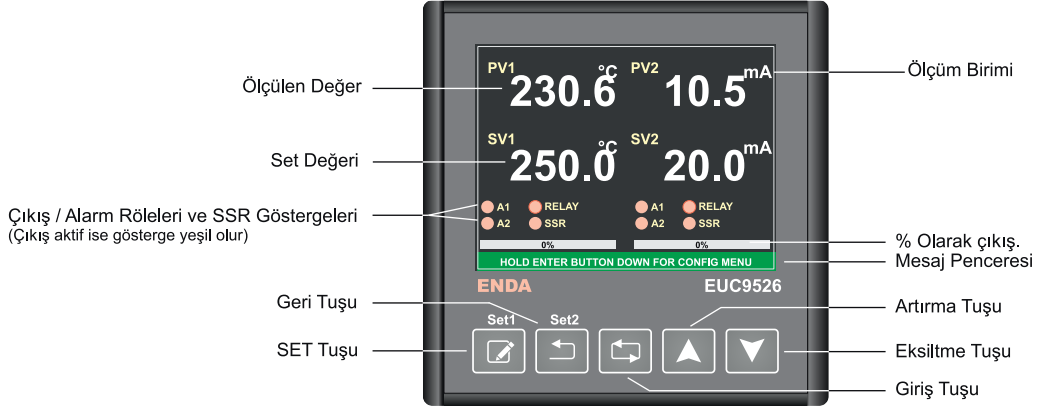 PV1 °C PV2 mA
230.6 10.5
SV1 °C SV2 mA
250.0 20.0
A1 RELAY A1 RELAY
A2 SSR A2 SSR
0% 0%
HOLD ENTER BUTTON DOWN FOR CONFIG MENU
ENDA EUC9526
Set1 Set2
Ölçülen Değer
Set Değeri
Çıkış / Alarm Röleleri ve SSR Göstergeleri
(Çıkış aktif ise gösterge yeşil olur)
Geri Tuşu
SET Tuşu
Ölçüm Birimi
% Olarak çıkış.
Mesaj Penceresi
Artırma Tuşu
Eksiltme Tuşu
Giriş Tuşu